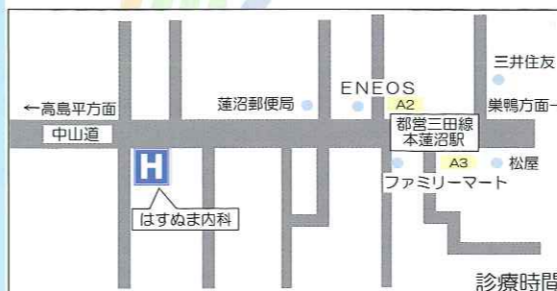 三井住友
ENEOS
←高島平方面
蓮沼郵便局
A2
巣鴨方面
中山道
都営三田線
本蓮沼駅
H
A3
松屋
ファミリーマート
はすぬま内科
診療時間